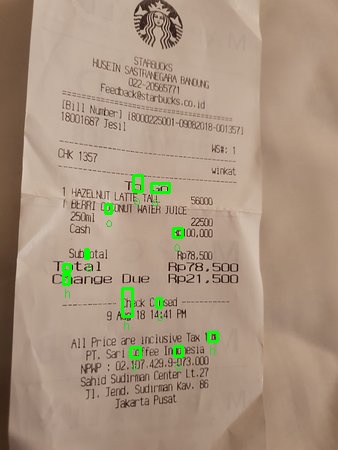 STARBUCKS
HUSEIN SASTRANEGARA BANDUNG
022-20565771
Feedback@starbucks.co.id
[Bill Number] [8000225001-09082018-001357]
18001687 Jesil
WS#: 1
winkat
CHK 1357
TO GO
1 HAZELNUT LATTE TALL 56000
1 BERRI COCONUT WATER JUICE
250ml 22500
Cash Rp100,000
Subtotal Rp78,500
Total Rp78,500
Change Due Rp21,500
Check Closed
9 Aug 18 14:41 PM
All Price are inclusive Tax
PT. Sari Coffee Indonesia
NPWP : 02.107.429.9-073.000
Sahid Sudirman Center Lt.27
Jl. Jend. Sudirman Kav. 86
Jakarta Pusat